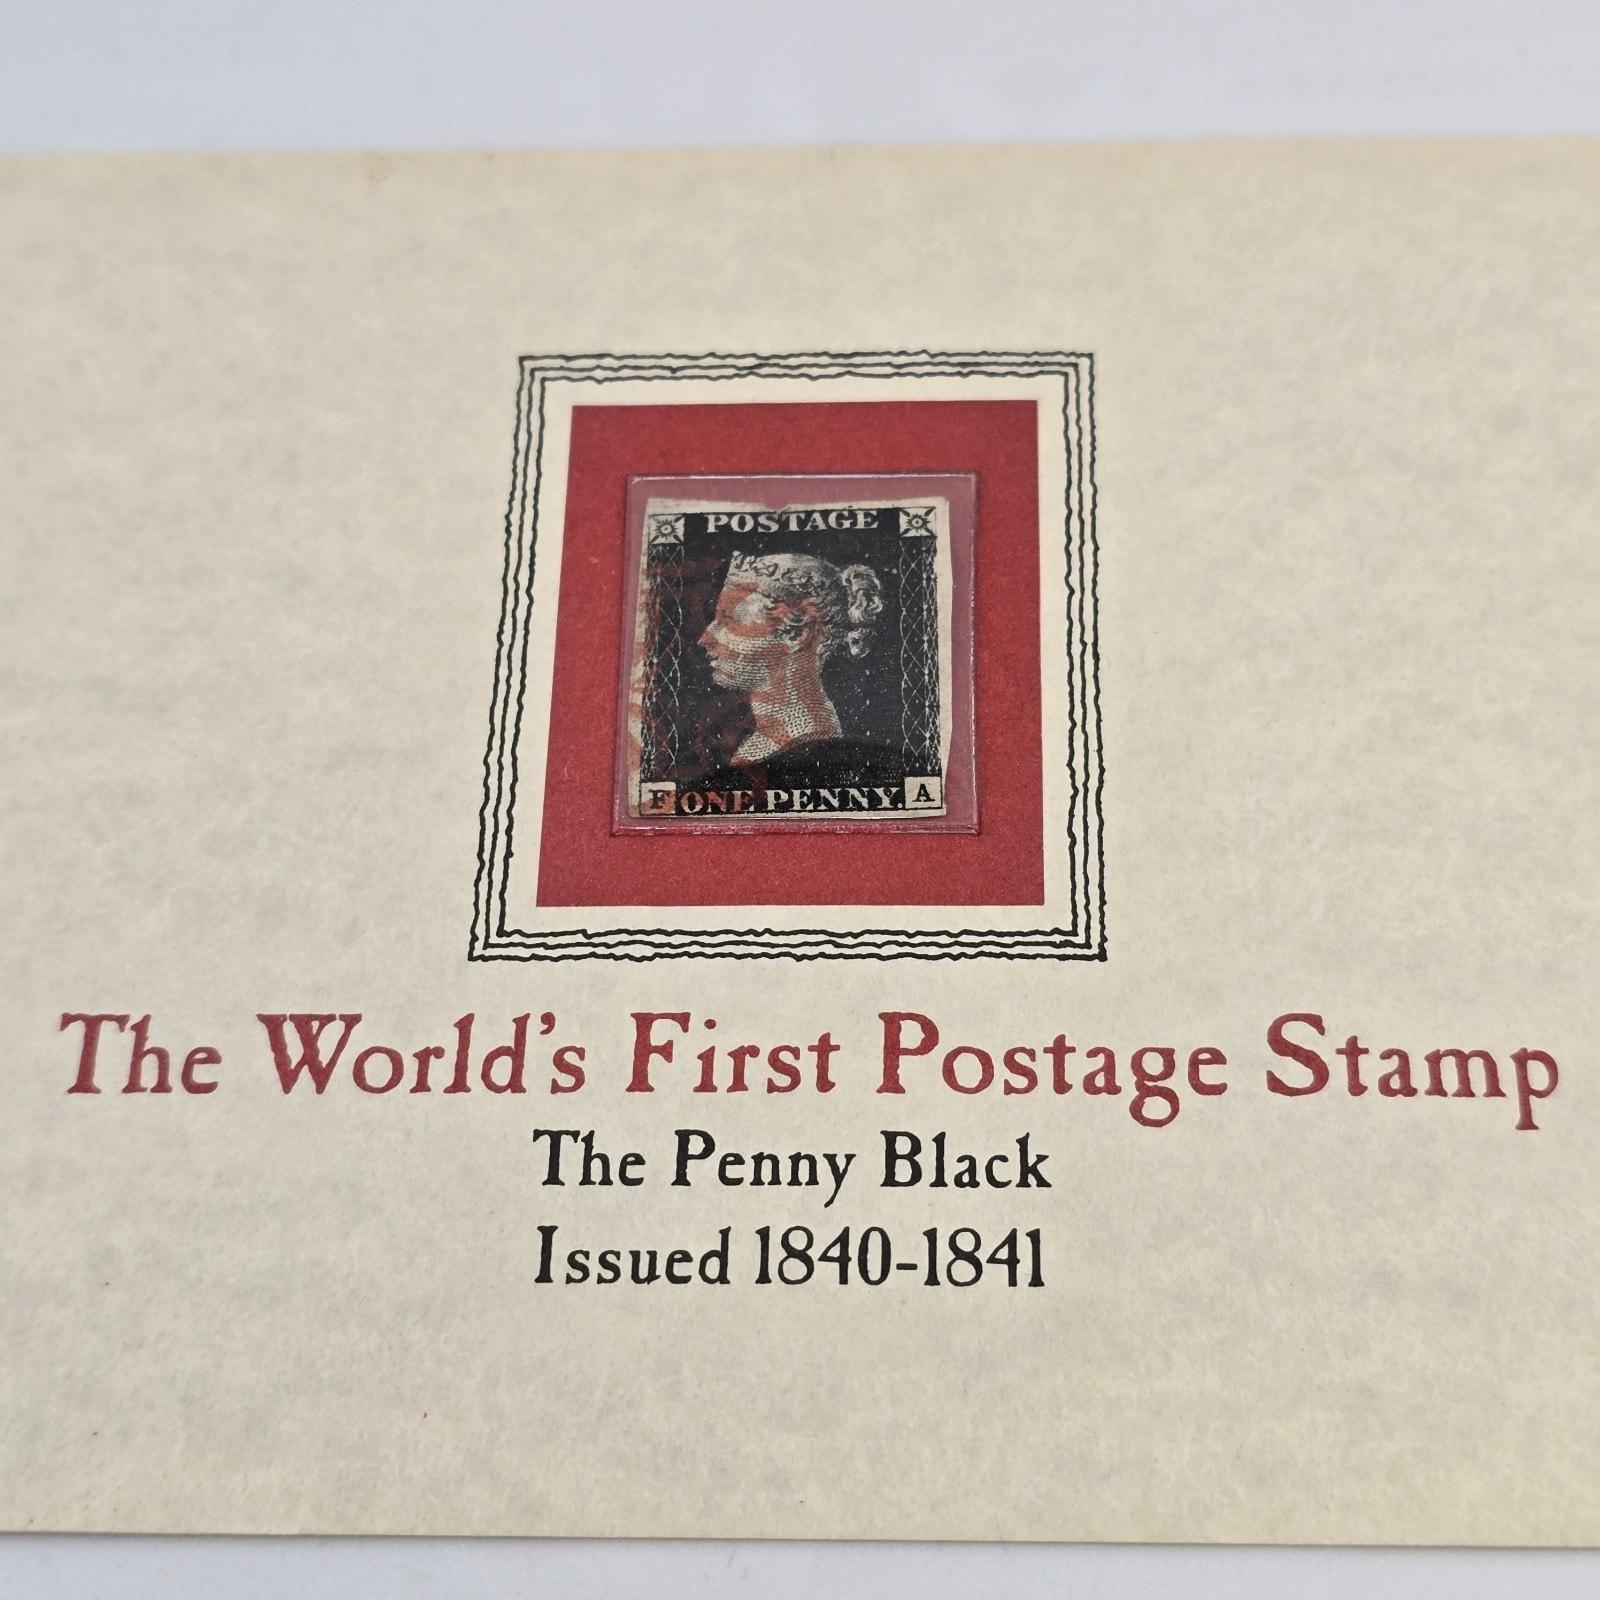 POSTAGE
F ONE PENNY. A
The World's First Postage Stamp
The Penny Black
Issued 1840-1841